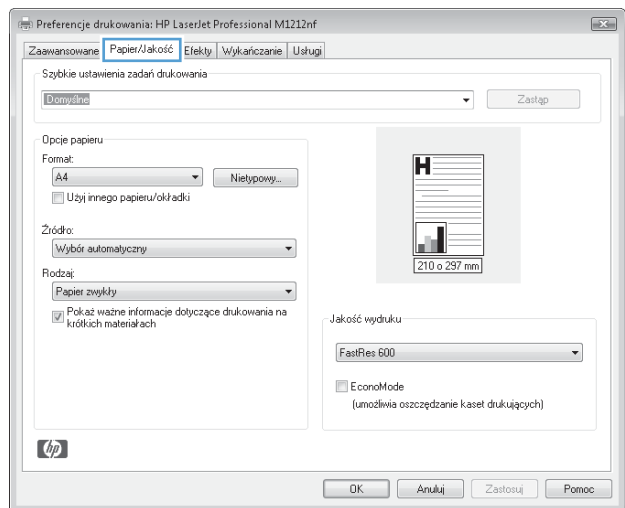 Preferencje drukowania: HP LaserJet Professional M1212nf
Zaawansowane Papier/Jakość Efekty Wykańczanie Usługi
Szybkie ustawienia zadań drukowania
Domyślne
Zastąp
Opcje papieru
Format:
A4
Nietypowy...
Użyj innego papieru/okładki
Źródło:
Wybór automatyczny
Rodzaj:
Papier zwykły
Pokaż ważne informacje dotyczące drukowania na
krótkich materiałach
H
210 o 297 mm
Jakość wydruku
FastRes 600
EconoMode
(umożliwia oszczędzanie kaset drukujących)
hp
OK Anuluj Zastosuj Pomoc